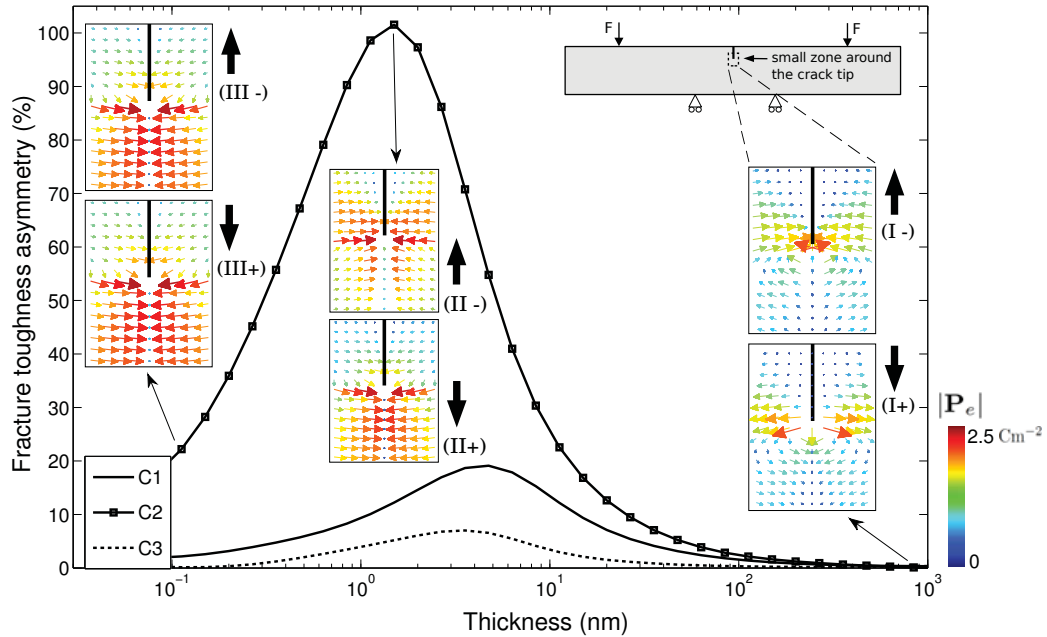 Fracture toughness asymmetry (%)
100
90
80
70
60
50
40
30
20
10
0
10⁻¹
10⁰
10¹
10²
10³
Thickness (nm)
(III -)
(III+)
(II -)
(II+)
F
F
small zone around
the crack tip
(I -)
(I+)
|Pₑ|
2.5 Cm⁻²
0
C1
C2
C3